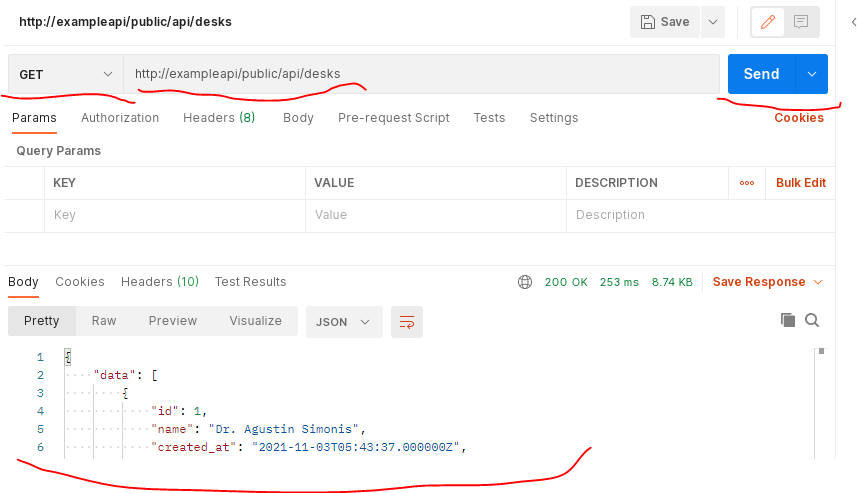 http://exampleapi/public/api/desks Save
GET http://exampleapi/public/api/desks Send
Params Authorization Headers (8) Body Pre-request Script Tests Settings Cookies
Query Params
KEY VALUE DESCRIPTION Bulk Edit
Key Value Description
Body Cookies Headers (10) Test Results 200 OK 253 ms 8.74 KB Save Response
Pretty Raw Preview Visualize JSON
1 {
2 "data": [
3 {
4 "id": 1,
5 "name": "Dr. Agustin Simonis",
6 "created_at": "2021-11-03T05:43:37.000000Z",